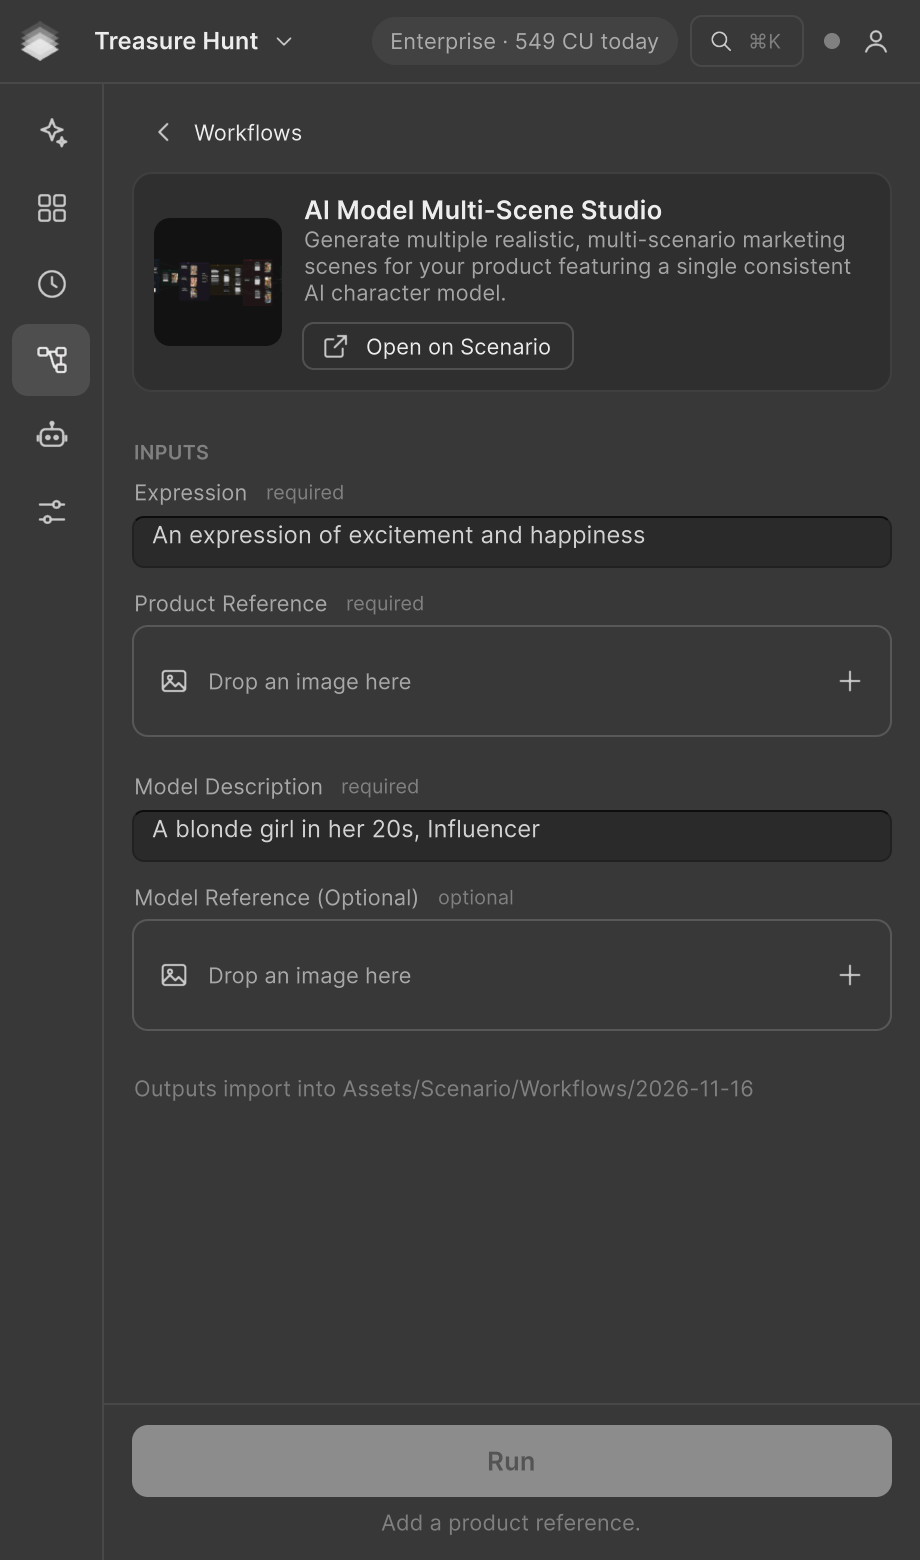 Treasure Hunt
Enterprise · 549 CU today
⌘K
Workflows
AI Model Multi-Scene Studio
Generate multiple realistic, multi-scenario marketing
scenes for your product featuring a single consistent
AI character model.
Open on Scenario
INPUTS
Expression required
An expression of excitement and happiness
Product Reference required
Drop an image here
Model Description required
A blonde girl in her 20s, Influencer
Model Reference (Optional) optional
Drop an image here
Outputs import into Assets/Scenario/Workflows/2026-11-16
Run
Add a product reference.